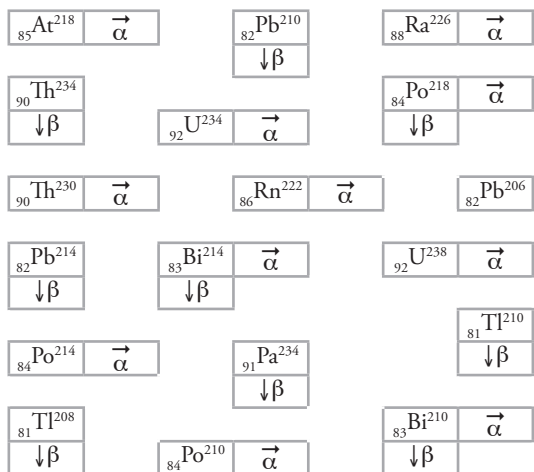 ₈₅At²¹⁸ →α ₈₂Pb²¹⁰ ₈₈Ra²²⁶ →α
↓β
₉₀Th²³⁴ ₈₄Po²¹⁸ →α
↓β ₉₂U²³⁴ →α ↓β
₉₀Th²³⁰ →α ₈₆Rn²²² →α ₈₂Pb²⁰⁶
₈₂Pb²¹⁴ ₈₃Bi²¹⁴ →α ₉₂U²³⁸ →α
↓β ↓β
₈₁Tl²¹⁰
₈₄Po²¹⁴ →α ₉₁Pa²³⁴ ↓β
↓β
₈₁Tl²⁰⁸ ₈₃Bi²¹⁰ →α
↓β ₈₄Po²¹⁰ →α ↓β